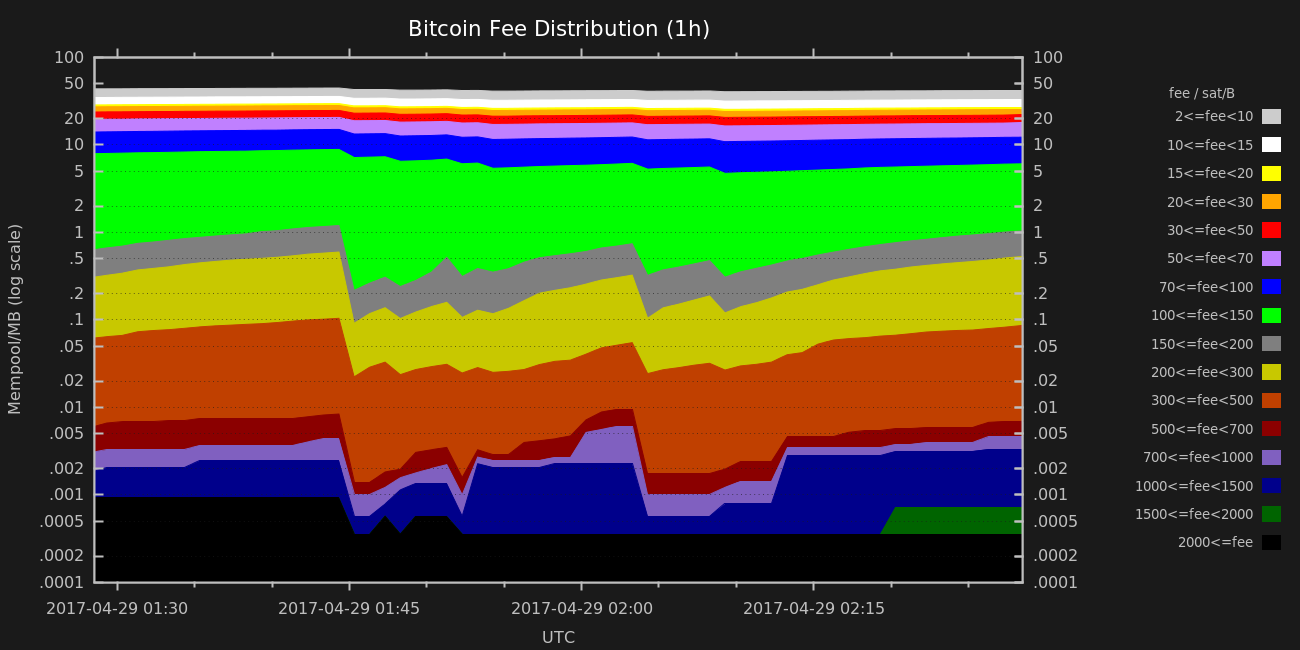 Bitcoin Fee Distribution (1h)
100 100
50 50
20 20
10 10
5 5
2 2
1 1
.5 .5
.2 .2
.1 .1
.05 .05
.02 .02
.01 .01
.005 .005
.002 .002
.001 .001
.0005 .0005
.0002 .0002
.0001 .0001
Mempool/MB (log scale)
2017-04-29 01:30 2017-04-29 01:45 2017-04-29 02:00 2017-04-29 02:15
UTC
fee / sat/B
2<=fee<10
10<=fee<15
15<=fee<20
20<=fee<30
30<=fee<50
50<=fee<70
70<=fee<100
100<=fee<150
150<=fee<200
200<=fee<300
300<=fee<500
500<=fee<700
700<=fee<1000
1000<=fee<1500
1500<=fee<2000
2000<=fee